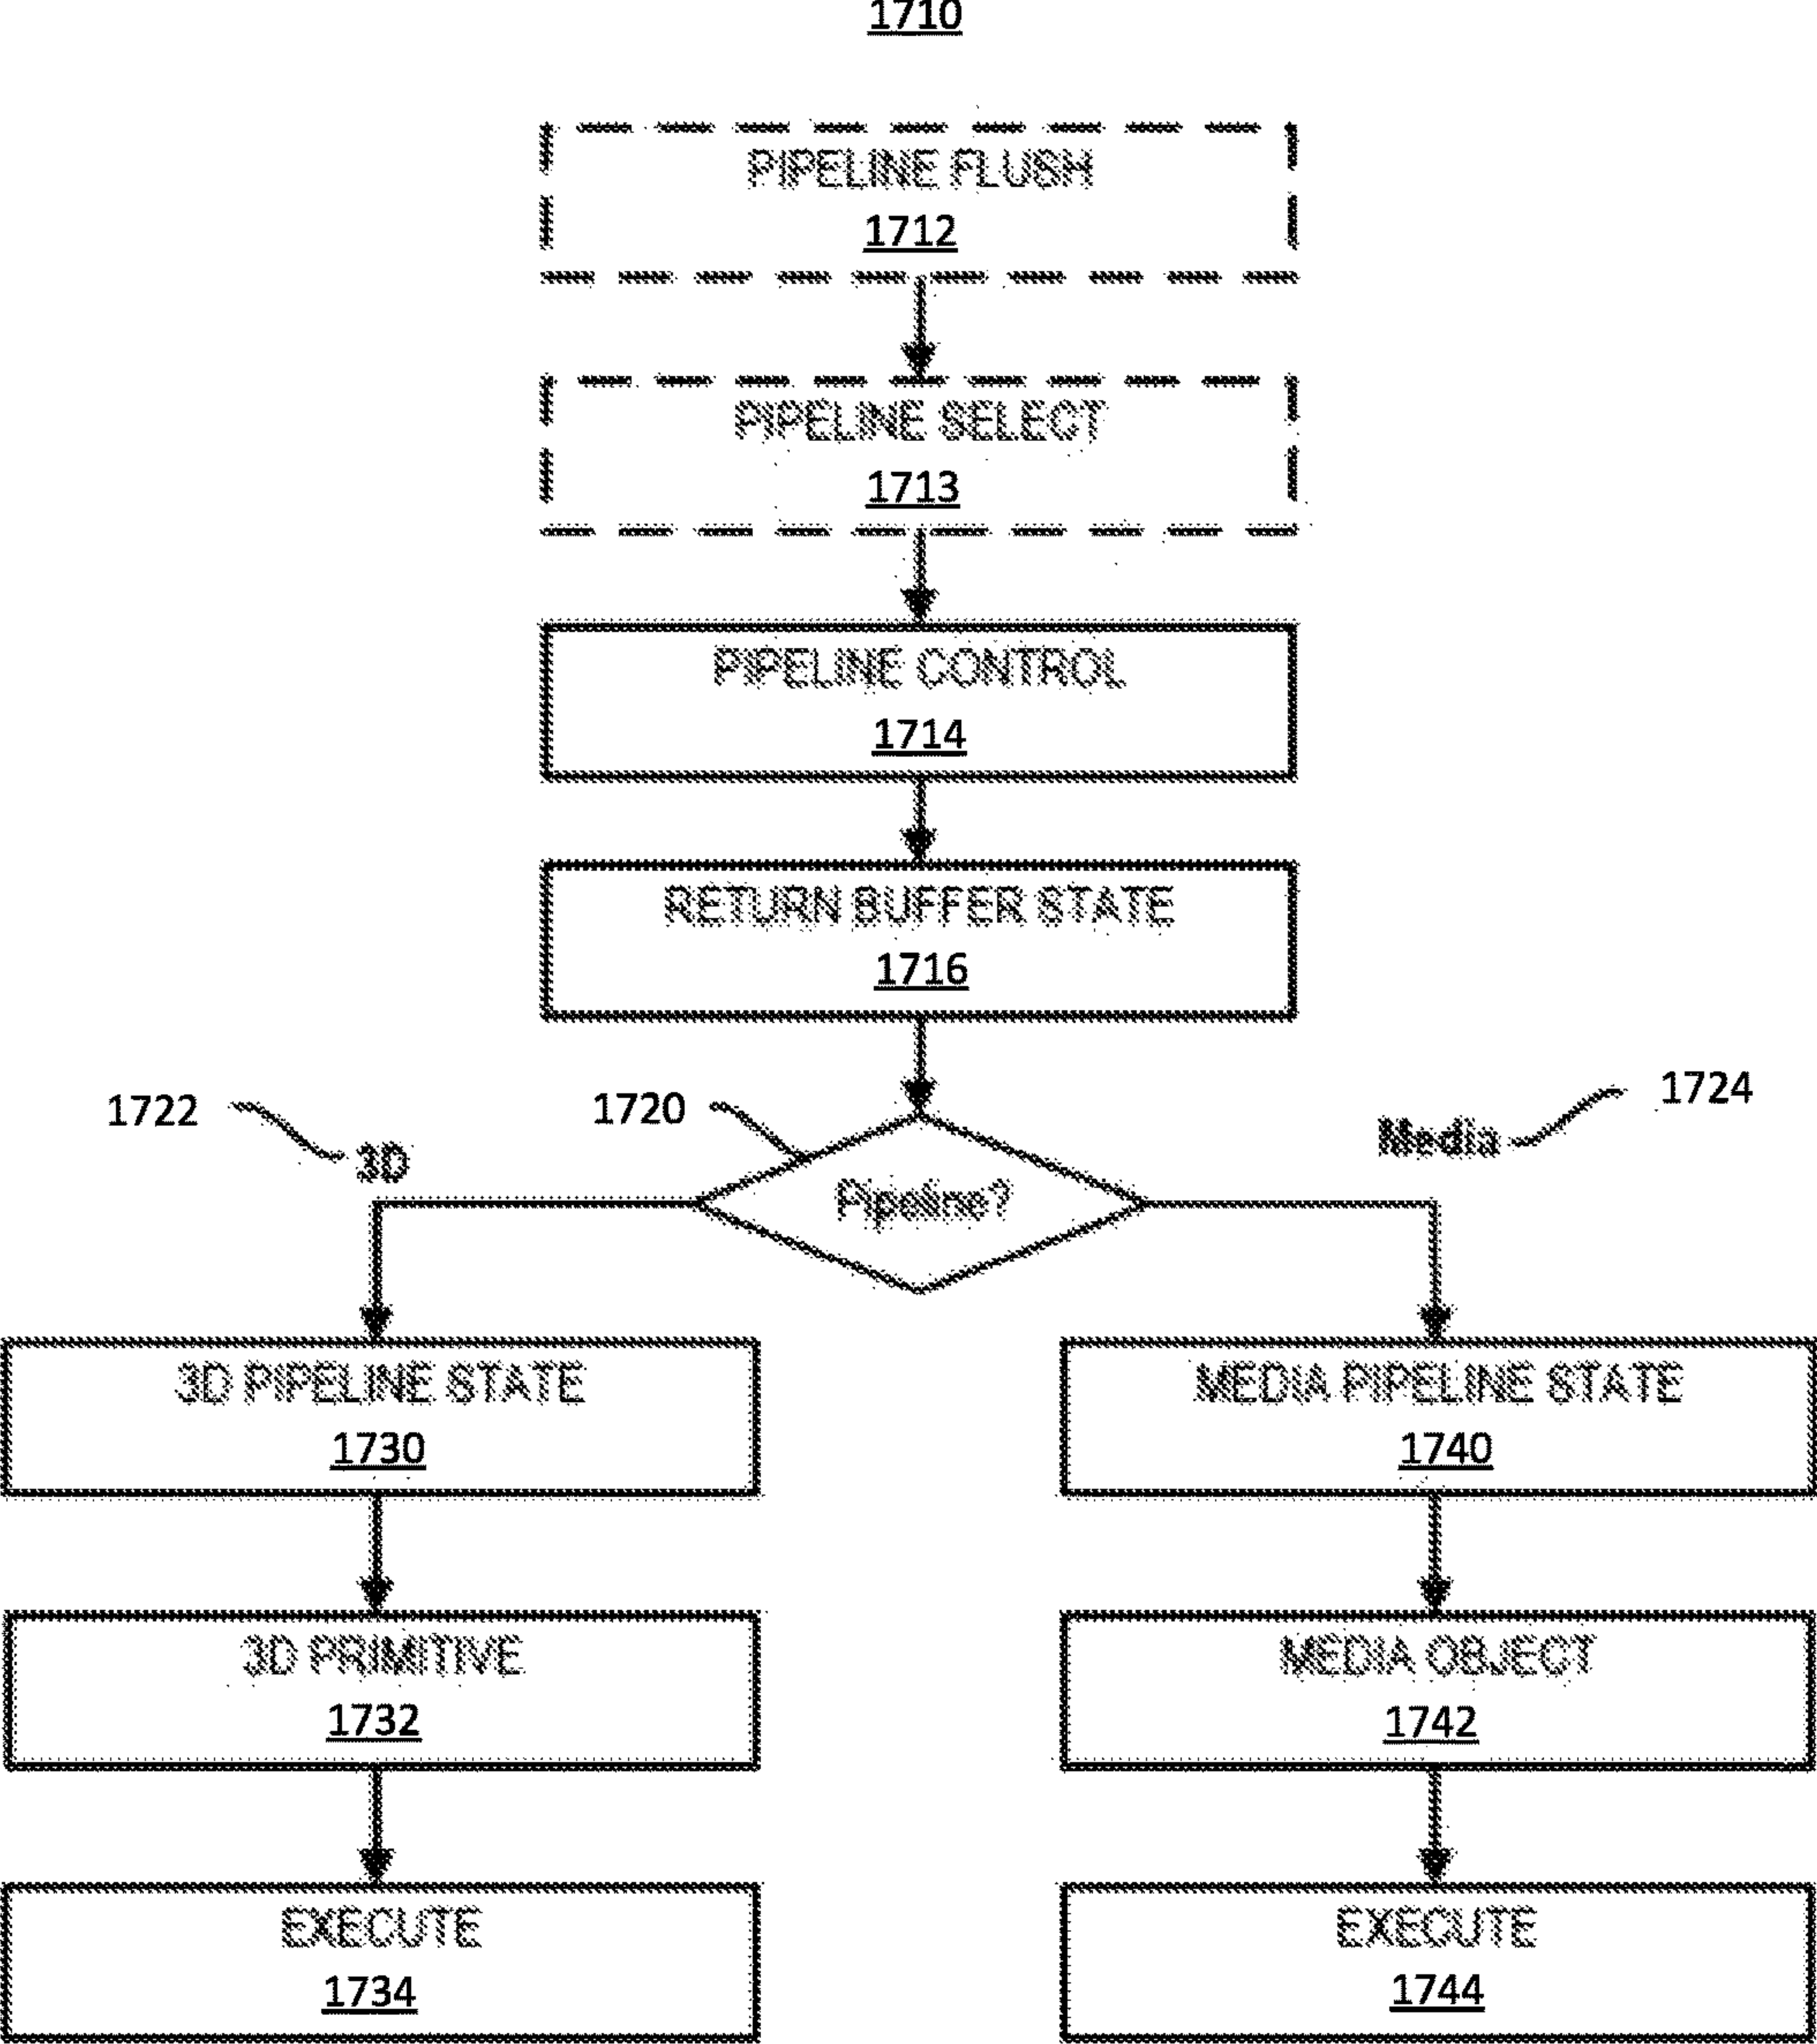 1710
PIPELINE FLUSH
1712
PIPELINE SELECT
1713
PIPELINE CONTROL
1714
RETURN BUFFER STATE
1716
1722
3D
1720
Pipeline?
Media
1724
3D PIPELINE STATE
1730
MEDIA PIPELINE STATE
1740
3D PRIMITIVE
1732
MEDIA OBJECT
1742
EXECUTE
1734
EXECUTE
1744